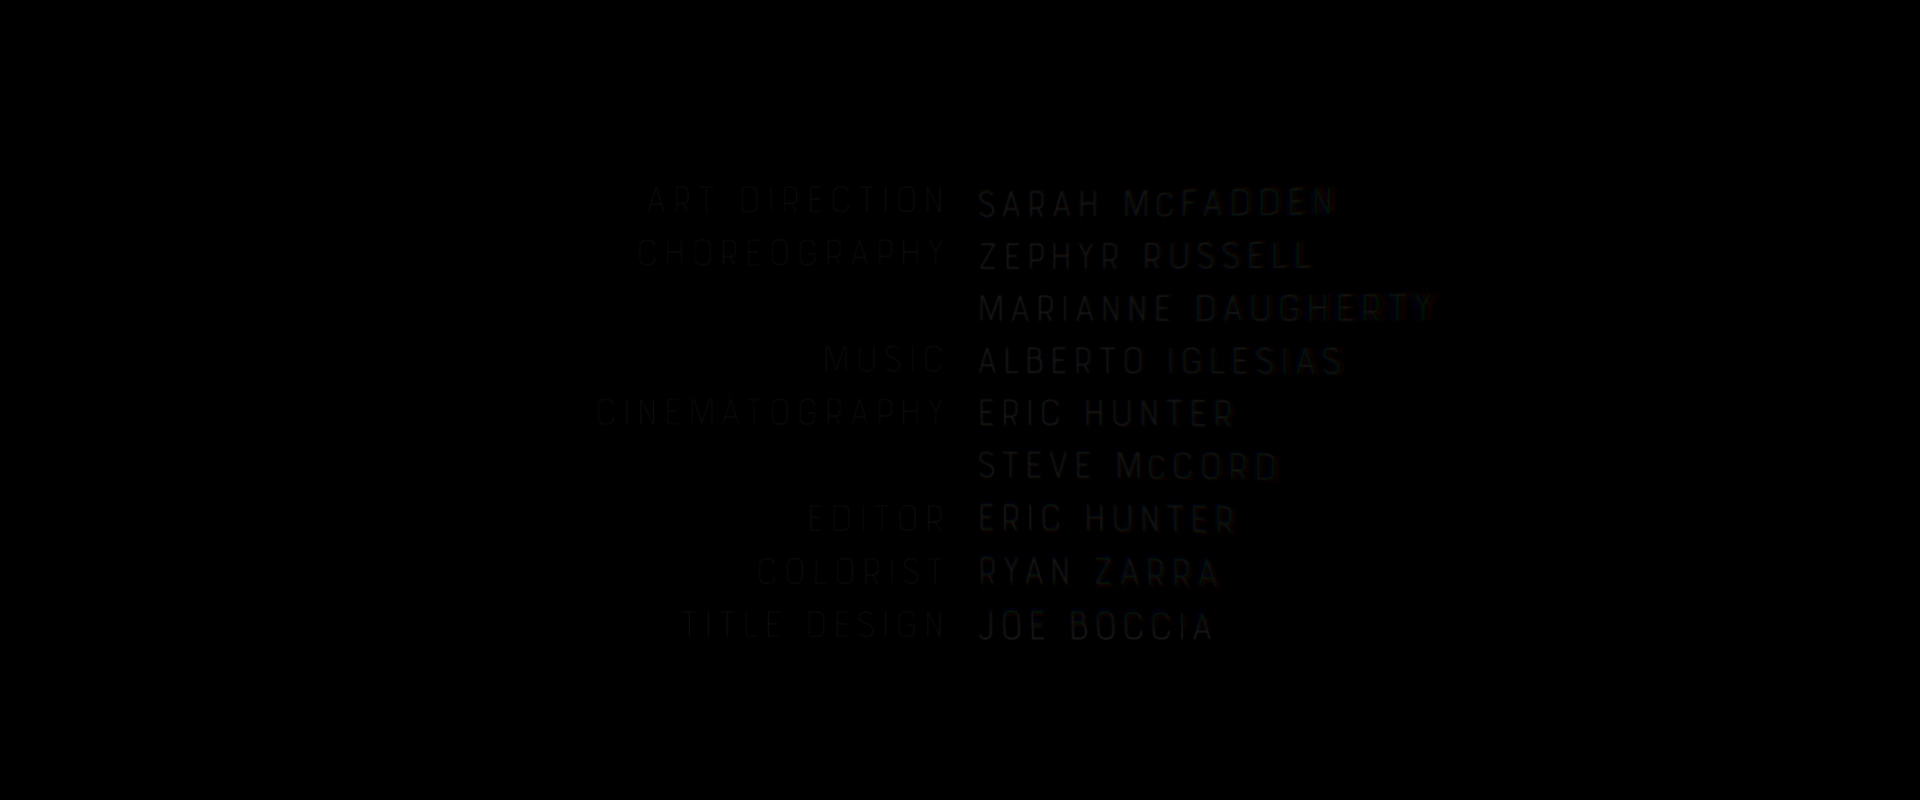 ART DIRECTION SARAH McFADDEN
CHOREOGRAPHY ZEPHYR RUSSELL
MARIANNE DAUGHERTY
MUSIC ALBERTO IGLESIAS
CINEMATOGRAPHY ERIC HUNTER
STEVE McCORD
EDITOR ERIC HUNTER
COLORIST RYAN ZARRA
TITLE DESIGN JOE BOCCIA